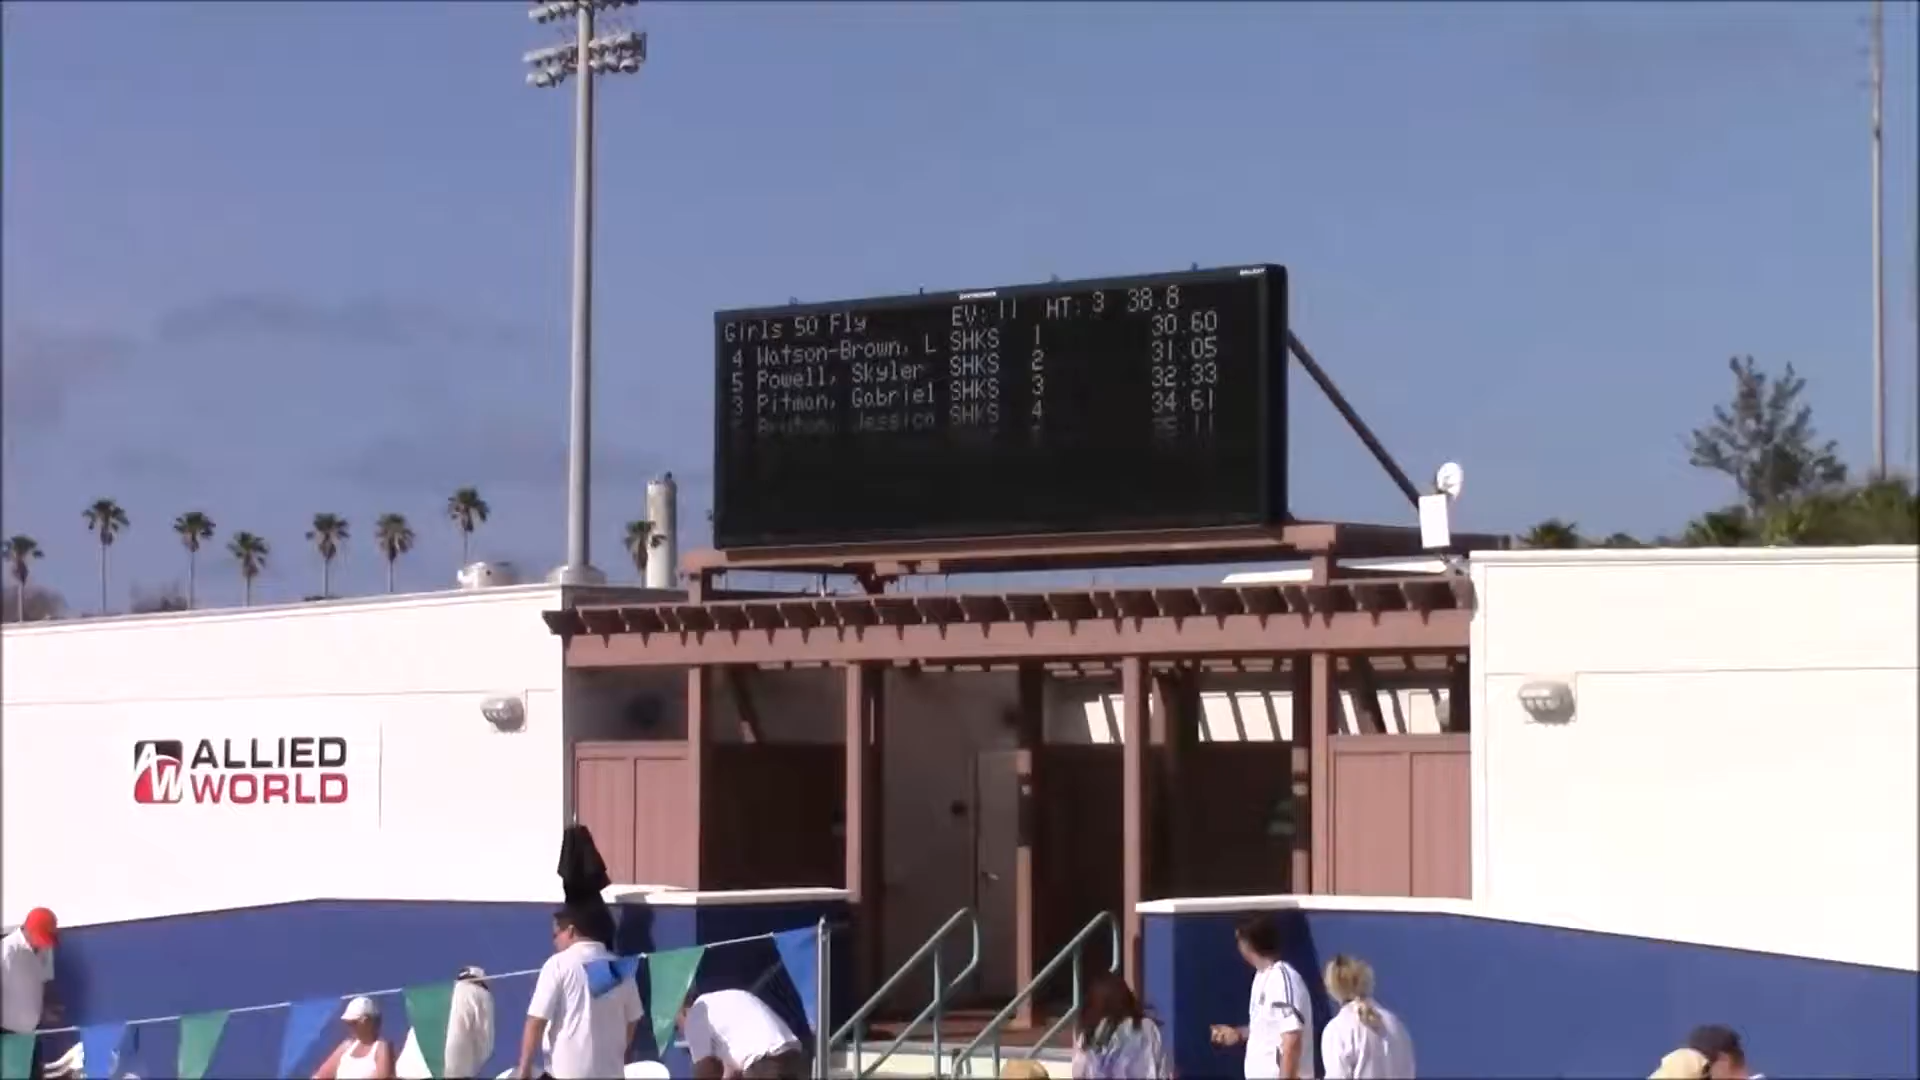 Girls 50 Fly EV: 11 HT: 3 38.8
4 Watson-Brown, L SHKS 1 30.60
5 Powell, Skyler SHKS 2 31.05
3 Pitman, Gabriel SHKS 3 32.33
Jessica SHKS 4 34.61
ALLIED
WORLD